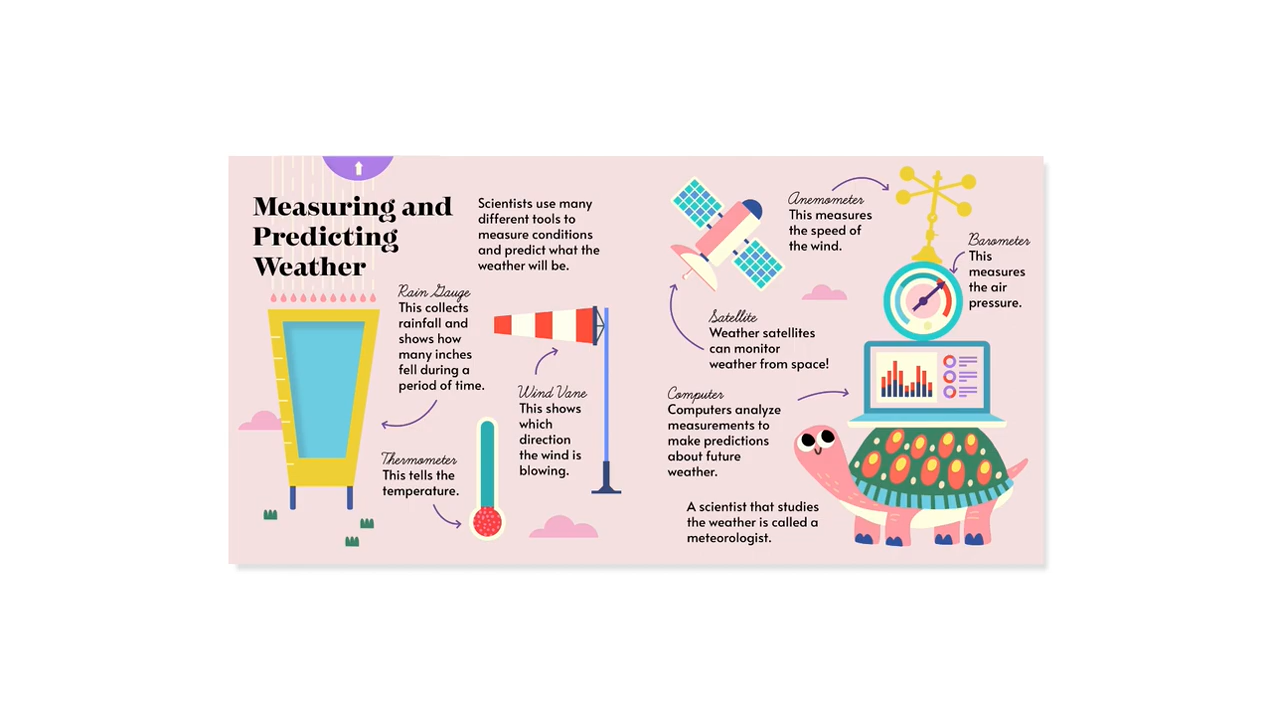 Measuring and
Predicting
Weather
Scientists use many
different tools to
measure conditions
and predict what the
weather will be.
Rain Gauge
This collects
rainfall and
shows how
many inches
fell during a
period of time.
Wind Vane
This shows
which
direction
the wind is
blowing.
Thermometer
This tells the
temperature.
Anemometer
This measures
the speed of
the wind.
Barometer
This
measures
the air
pressure.
Satellite
Weather satellites
can monitor
weather from space!
Computer
Computers analyze
measurements to
make predictions
about future
weather.
A scientist that studies
the weather is called a
meteorologist.